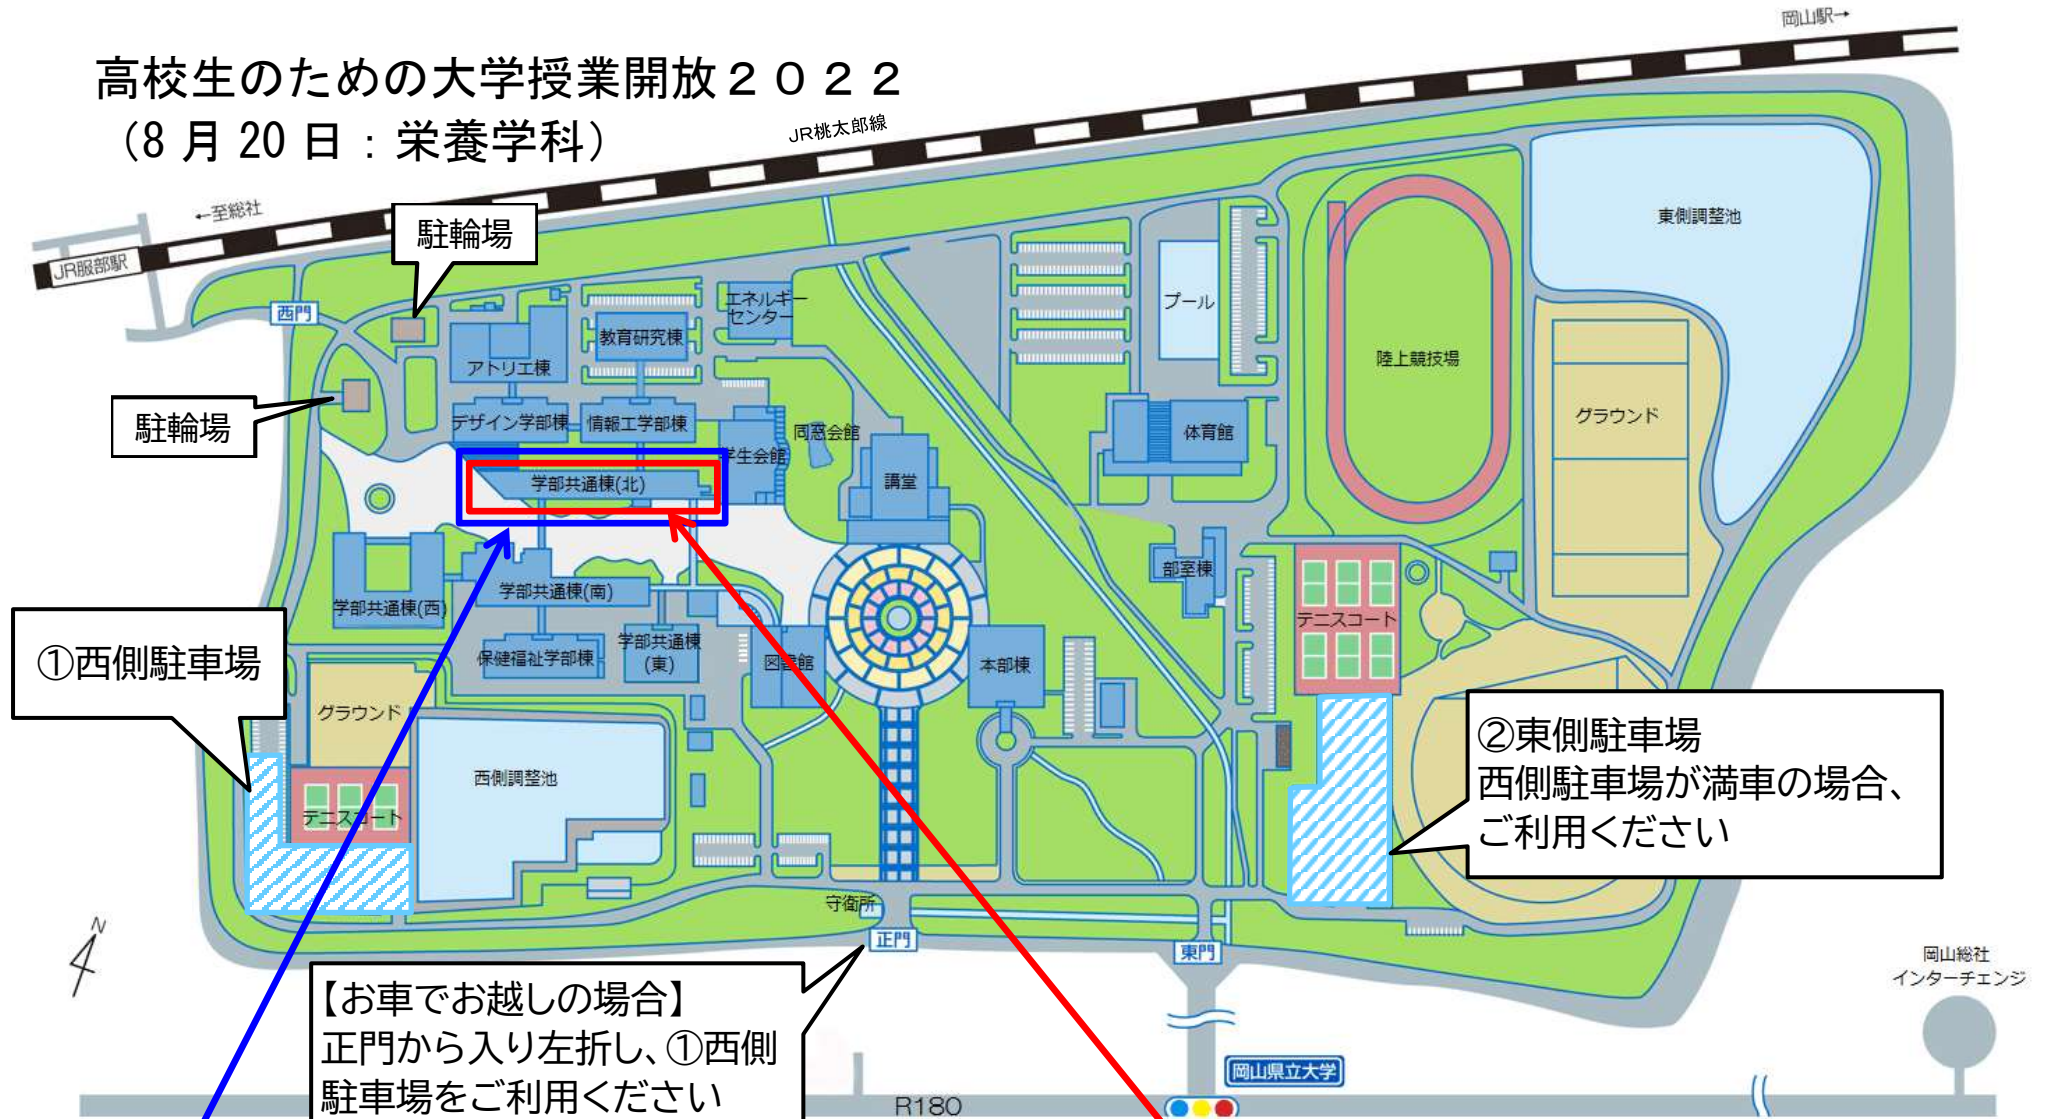 岡山駅→
高校生のための大学授業開放２０２２
（8 月 20 日：栄養学科）
JR桃太郎線
←至総社
駐輪場
JR服部駅
東側調整池
西門
エネルギー
センター
プール
教育研究棟
アトリエ棟
陸上競技場
駐輪場
デザイン学部棟
情報工学部棟
同窓会館
体育館
グラウンド
学生会館
学部共通棟(北)
講堂
部室棟
学部共通棟(南)
学部共通棟(西)
テニスコート
①西側駐車場
保健福祉学部棟
学部共通棟
(東)
図書館
本部棟
グラウンド
②東側駐車場
西側駐車場が満車の場合、
ご利用ください
西側調整池
テニスコート
守衛所
正門
東門
N
岡山総社
インターチェンジ
【お車でお越しの場合】
正門から入り左折し、①西側
駐車場をご利用ください
岡山県立大学
R180